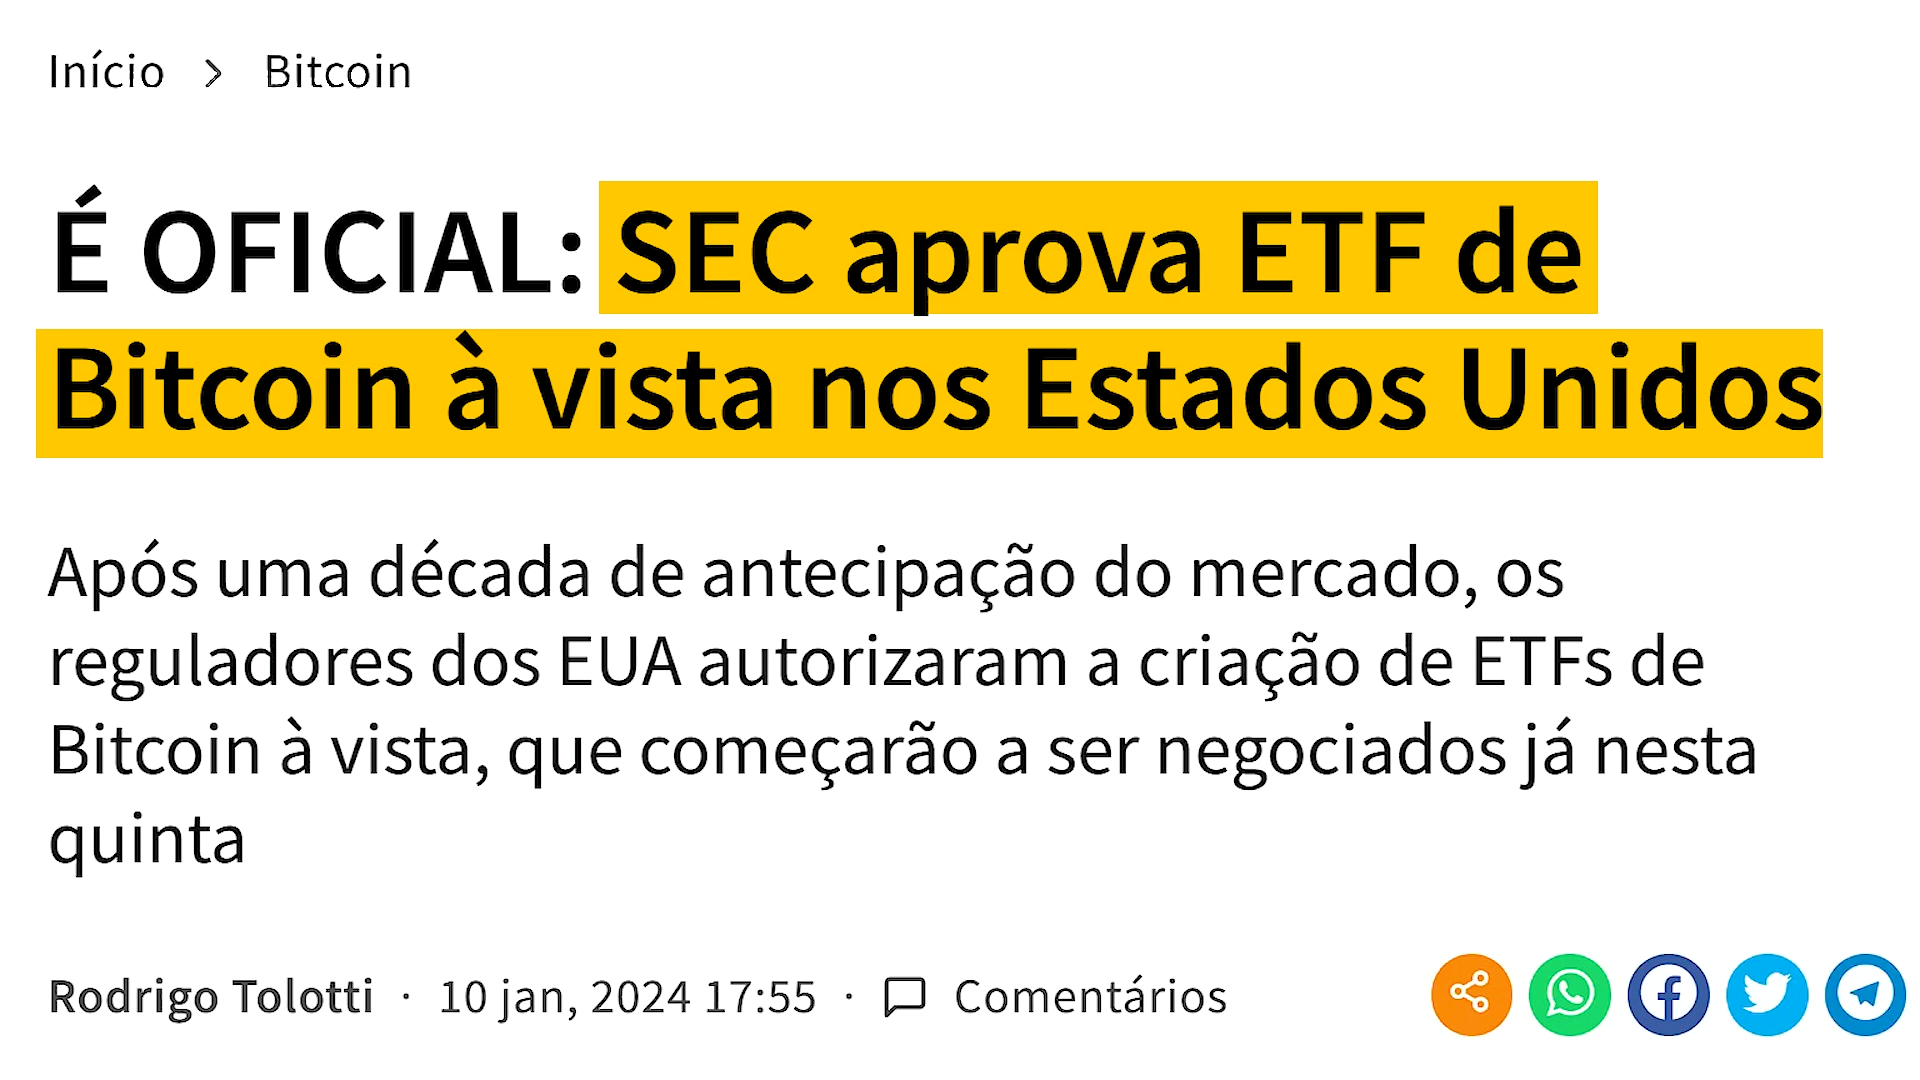 Início > Bitcoin
É OFICIAL: SEC aprova ETF de
Bitcoin à vista nos Estados Unidos
Após uma década de antecipação do mercado, os
reguladores dos EUA autorizaram a criação de ETFs de
Bitcoin à vista, que começarão a ser negociados já nesta
quinta
Rodrigo Tolotti · 10 jan, 2024 17:55 · Comentários